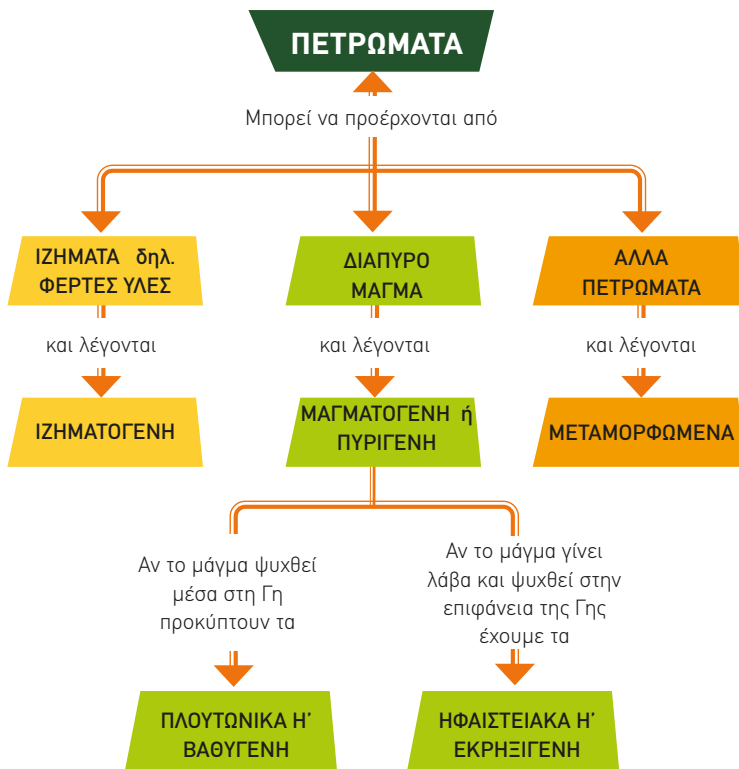 ΠΕΤΡΩΜΑΤΑ
Μπορεί να προέρχονται από
ΙΖΗΜΑΤΑ δηλ.
ΦΕΡΤΕΣ ΥΛΕΣ
ΔΙΑΠΥΡΟ
ΜΑΓΜΑ
ΑΛΛΑ
ΠΕΤΡΩΜΑΤΑ
και λέγονται
και λέγονται
και λέγονται
ΙΖΗΜΑΤΟΓΕΝΗ
ΜΑΓΜΑΤΟΓΕΝΗ ή
ΠΥΡΙΓΕΝΗ
ΜΕΤΑΜΟΡΦΩΜΕΝΑ
Αν το μάγμα ψυχθεί
μέσα στη Γη
προκύπτουν τα
Αν το μάγμα γίνει
λάβα και ψυχθεί στην
επιφάνεια της Γης
έχουμε τα
ΠΛΟΥΤΩΝΙΚΑ Η’
ΒΑΘΥΓΕΝΗ
ΗΦΑΙΣΤΕΙΑΚΑ Η’
ΕΚΡΗΞΙΓΕΝΗ